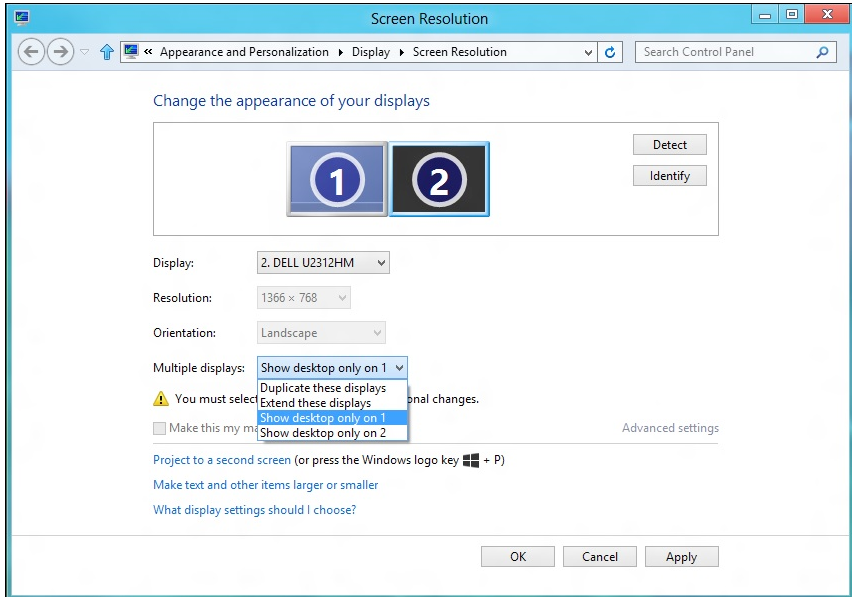 Screen Resolution
« Appearance and Personalization Display Screen Resolution
Search Control Panel
Change the appearance of your displays
1 2
Detect
Identify
Display: 2. DELL U2312HM
Resolution: 1366 × 768
Orientation: Landscape
Multiple displays: Show desktop only on 1
Duplicate these displays
Extend these displays
Show desktop only on 1
Show desktop only on 2
You must select onal changes.
Make this my ma
Advanced settings
Project to a second screen (or press the Windows logo key + P)
Make text and other items larger or smaller
What display settings should I choose?
OK Cancel Apply